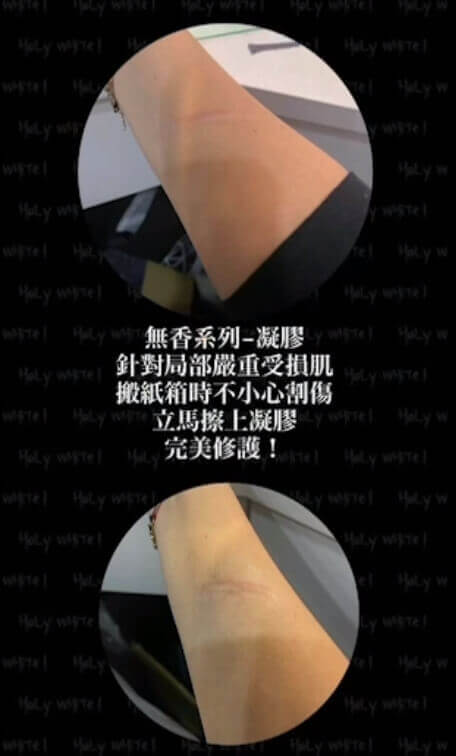 無香系列-凝膠
針對局部嚴重受損肌
搬紙箱時不小心割傷
立馬擦上凝膠
完美修護！